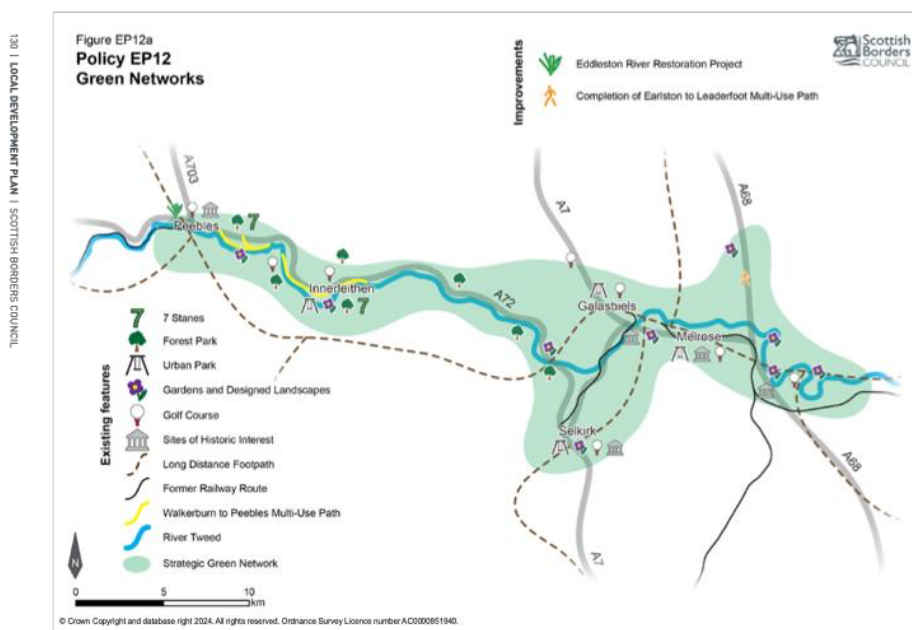 130 | LOCAL DEVELOPMENT PLAN | SCOTTISH BORDERS COUNCIL
Figure EP12a
Policy EP12
Green Networks
Scottish
Borders
COUNCIL
Improvements
Eddleston River Restoration Project
Completion of Earlston to Leaderfoot Multi-Use Path
A703
A7
A68
Peebles
7
Innerleithen
7
A72
Galashiels
Melrose
Selkirk
A68
A7
Existing features
7 7 Stanes
Forest Park
Urban Park
Gardens and Designed Landscapes
Golf Course
Sites of Historic Interest
Long Distance Footpath
Former Railway Route
Walkerburn to Peebles Multi-Use Path
River Tweed
Strategic Green Network
N
0 5 10
km
© Crown Copyright and database right 2024. All rights reserved. Ordnance Survey Licence number AC0000851940.